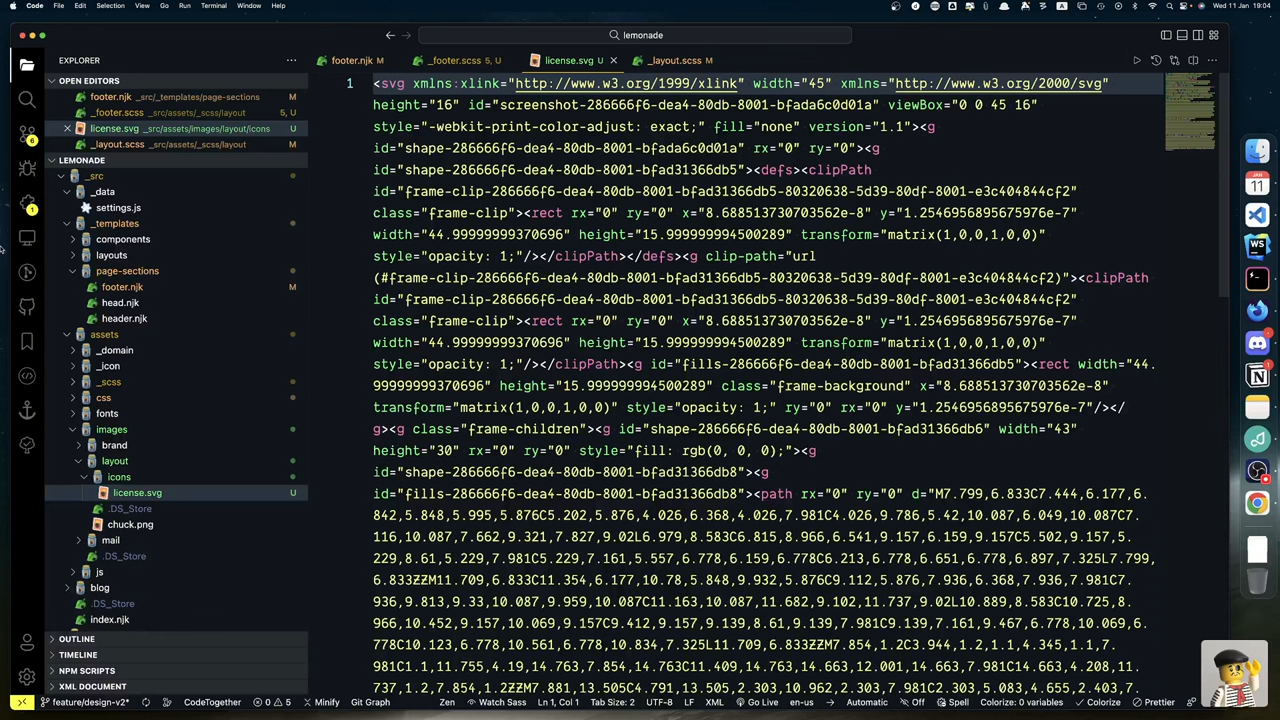 Code File Edit Selection View Go Run Terminal Window Help
A Wed 11 Jan 19:04
lemonade
EXPLORER
OPEN EDITORS
footer.njk _src/_templates/page-sections M
_footer.scss _src/assets/_scss/layout 5, U
license.svg _src/assets/images/layout/icons U
_layout.scss _src/assets/_scss/layout M
LEMONADE
_src
_data
settings.js
_templates
components
layouts
page-sections
footer.njk M
head.njk
header.njk
assets
_domain
_icon
_scss
css
fonts
images
brand
layout
icons
license.svg U
.DS_Store
chuck.png
mail
.DS_Store
js
blog
.DS_Store
index.njk
OUTLINE
TIMELINE
NPM SCRIPTS
XML DOCUMENT
6
1
footer.njk M _footer.scss 5, U license.svg U _layout.scss M
1 <svg xmlns:xlink="http://www.w3.org/1999/xlink" width="45" xmlns="http://www.w3.org/2000/svg"
height="16" id="screenshot-286666f6-dea4-80db-8001-bfada6c0d01a" viewBox="0 0 45 16"
style="-webkit-print-color-adjust: exact;" fill="none" version="1.1"><g
id="shape-286666f6-dea4-80db-8001-bfada6c0d01a" rx="0" ry="0"><g
id="shape-286666f6-dea4-80db-8001-bfad31366db5"><defs><clipPath
id="frame-clip-286666f6-dea4-80db-8001-bfad31366db5-80320638-5d39-80df-8001-e3c404844cf2"
class="frame-clip"><rect rx="0" ry="0" x="8.688513730703562e-8" y="1.2546956895675976e-7"
width="44.99999999370696" height="15.999999994500289" transform="matrix(1,0,0,1,0,0)"
style="opacity: 1;"/></clipPath></defs><g clip-path="url
(#frame-clip-286666f6-dea4-80db-8001-bfad31366db5-80320638-5d39-80df-8001-e3c404844cf2)"><clipPath
id="frame-clip-286666f6-dea4-80db-8001-bfad31366db5-80320638-5d39-80df-8001-e3c404844cf2"
class="frame-clip"><rect rx="0" ry="0" x="8.688513730703562e-8" y="1.2546956895675976e-7"
width="44.99999999370696" height="15.999999994500289" transform="matrix(1,0,0,1,0,0)"
style="opacity: 1;"/></clipPath><g id="fills-286666f6-dea4-80db-8001-bfad31366db5"><rect width="44.
99999999370696" height="15.999999994500289" class="frame-background" x="8.688513730703562e-8"
transform="matrix(1,0,0,1,0,0)" style="opacity: 1;" ry="0" rx="0" y="1.2546956895675976e-7"/></
g><g class="frame-children"><g id="shape-286666f6-dea4-80db-8001-bfad31366db6" width="43"
height="30" rx="0" ry="0" style="fill: rgb(0, 0, 0);"><g
id="shape-286666f6-dea4-80db-8001-bfad31366db8"><g
id="fills-286666f6-dea4-80db-8001-bfad31366db8"><path rx="0" ry="0" d="M7.799,6.833C7.444,6.177,6.
842,5.848,5.995,5.876C2.202,5.876,4.026,6.368,4.026,7.981C4.026,9.786,5.42,10.087,6.049,10.087C7.
116,10.087,7.662,9.321,7.827,9.02L6.979,8.583C6.815,8.966,6.541,9.157,6.159,9.157C5.502,9.157,5.
229,8.61,5.229,7.981C5.229,7.161,5.557,6.778,6.159,6.778C6.213,6.778,6.651,6.778,6.897,7.325L7.799,
6.833ZM11.709,6.833C11.354,6.177,10.78,5.848,9.932,5.876C9.112,5.876,7.936,6.368,7.936,7.981C7.
936,9.813,9.33,10.087,9.959,10.087C11.163,10.087,11.682,9.102,11.737,9.02L10.889,8.583C10.725,8.
966,10.452,9.157,10.069,9.157C9.412,9.157,9.139,8.61,9.139,7.981C9.139,7.161,9.467,6.778,10.069,6.
778C10.123,6.778,10.561,6.778,10.834,7.325L11.709,6.833ZM7.854,1.2C3.944,1.2,1.1,4.345,1.1,7.
981C1.1,11.755,4.19,14.763,7.854,14.763C11.409,14.763,14.663,12.001,14.663,7.981C14.663,4.208,11.
737,1.2,7.854,1.2ZM7.881,13.505C4.791,13.505,2.303,10.962,2.303,7.981C2.303,5.083,4.655,2.403,7.
feature/design-v2* CodeTogether 0 5 Minify Git Graph Zen Watch Sass Ln 1, Col 1 Tab Size: 2 UTF-8 LF XML Go Live en-us Automatic Off Spell Colorize: 0 variables Colorize Prettier
JAN
11
WS